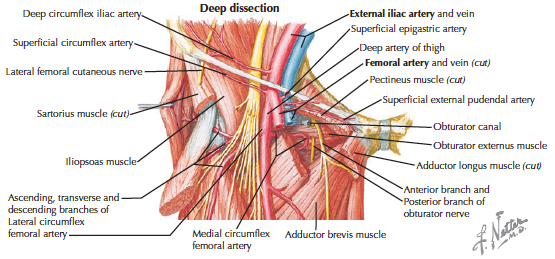 Deep dissection
Deep circumflex iliac artery
Superficial circumflex artery
Lateral femoral cutaneous nerve
Sartorius muscle (cut)
Iliopsoas muscle
Ascending, transverse and
descending branches of
Lateral circumflex
femoral artery
Medial circumflex
femoral artery
Adductor brevis muscle
External iliac artery and vein
Superficial epigastric artery
Deep artery of thigh
Femoral artery and vein (cut)
Pectineus muscle (cut)
Superficial external pudendal artery
Obturator canal
Obturator externus muscle
Adductor longus muscle (cut)
Anterior branch and
Posterior branch of
obturator nerve
F. Netter
M.D.